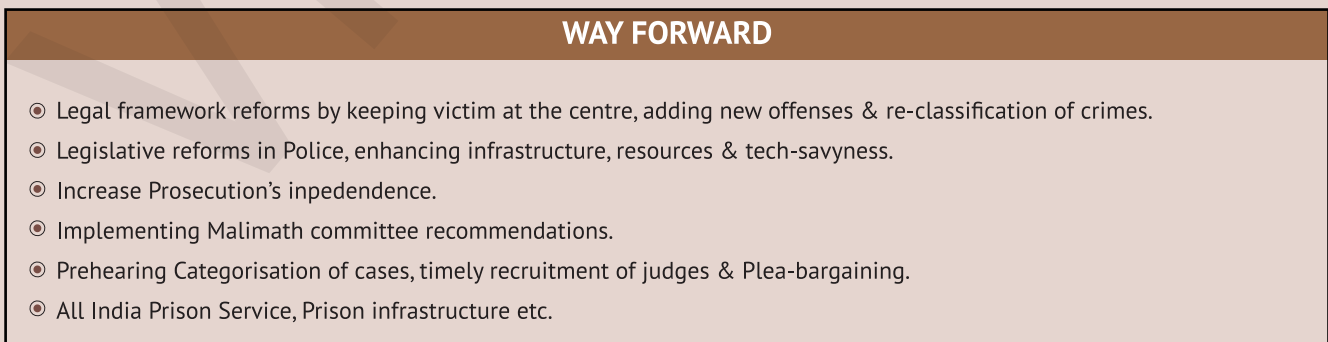 WAY FORWARD
Legal framework reforms by keeping victim at the centre, adding new offenses & re-classification of crimes.
Legislative reforms in Police, enhancing infrastructure, resources & tech-savyness.
Increase Prosecution's inpedendence.
Implementing Malimath committee recommendations.
Prehearing Categorisation of cases, timely recruitment of judges & Plea-bargaining.
All India Prison Service, Prison infrastructure etc.